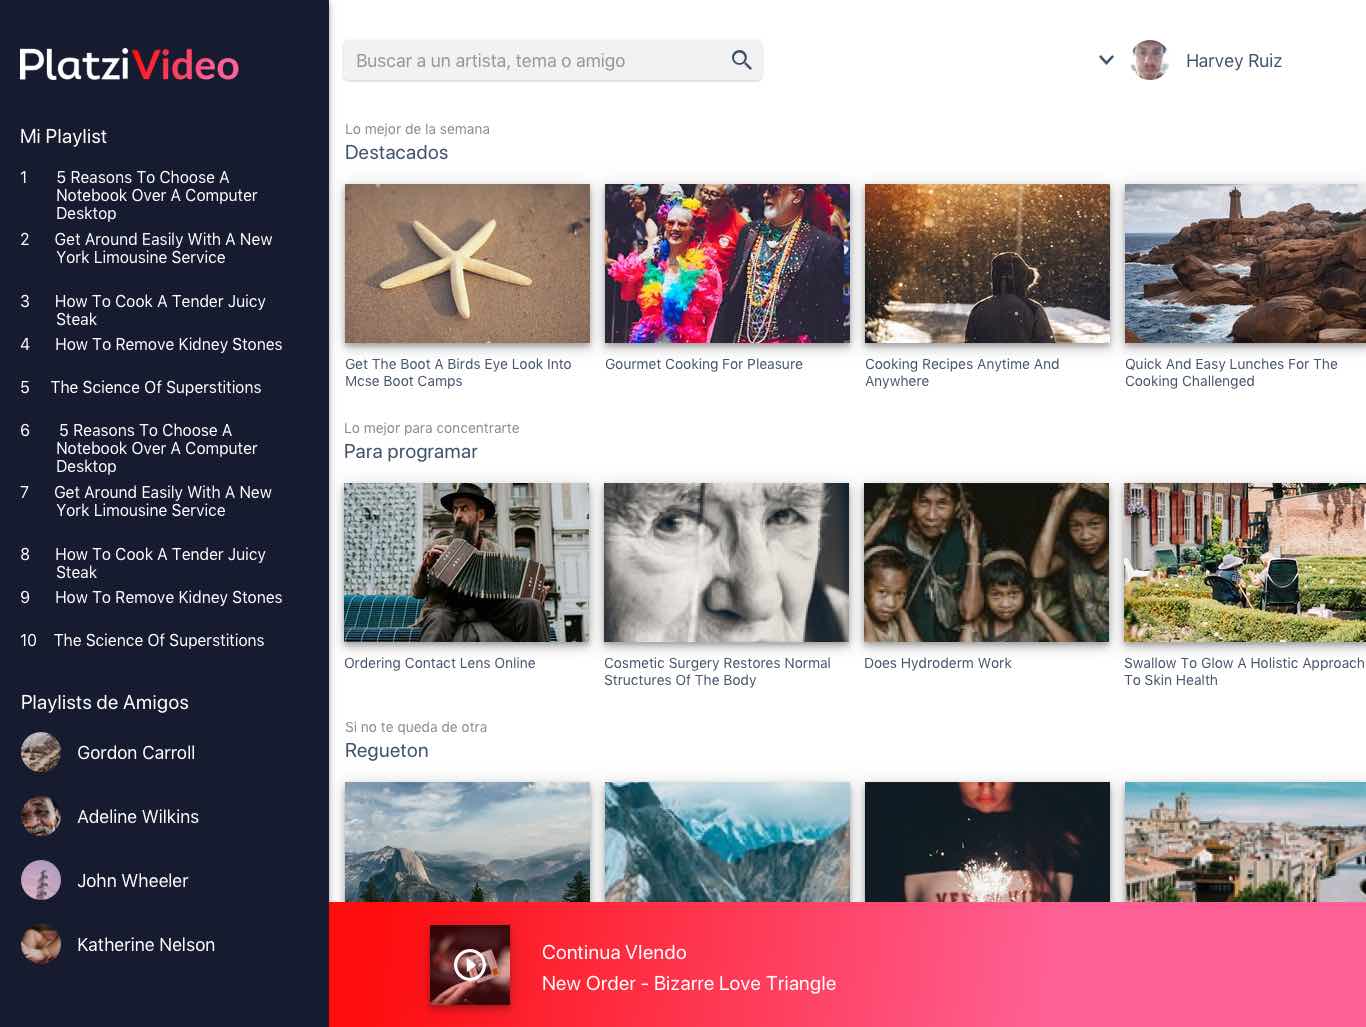 PlatziVideo
Mi Playlist
1 5 Reasons To Choose A
Notebook Over A Computer
Desktop
2 Get Around Easily With A New
York Limousine Service
3 How To Cook A Tender Juicy
Steak
4 How To Remove Kidney Stones
5 The Science Of Superstitions
6 5 Reasons To Choose A
Notebook Over A Computer
Desktop
7 Get Around Easily With A New
York Limousine Service
8 How To Cook A Tender Juicy
Steak
9 How To Remove Kidney Stones
10 The Science Of Superstitions
Playlists de Amigos
Gordon Carroll
Adeline Wilkins
John Wheeler
Katherine Nelson
Buscar a un artista, tema o amigo
Harvey Ruiz
Lo mejor de la semana
Destacados
Get The Boot A Birds Eye Look Into
Mcse Boot Camps
Gourmet Cooking For Pleasure
Cooking Recipes Anytime And
Anywhere
Quick And Easy Lunches For The
Cooking Challenged
Lo mejor para concentrarte
Para programar
Ordering Contact Lens Online
Cosmetic Surgery Restores Normal
Structures Of The Body
Does Hydroderm Work
Swallow To Glow A Holistic Approach
To Skin Health
Si no te queda de otra
Regueton
Continua VIendo
New Order - Bizarre Love Triangle